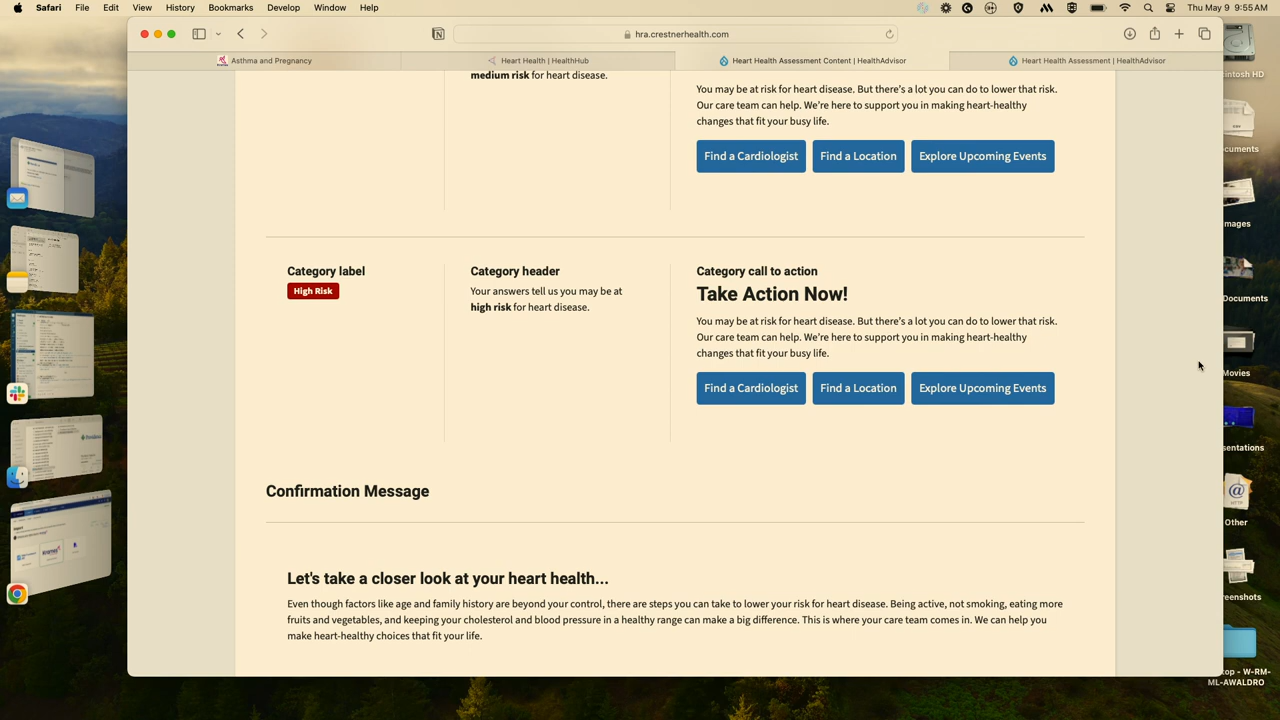 Safari File Edit View History Bookmarks Develop Window Help
Thu May 9 9:55 AM
hra.crestnerhealth.com
Asthma and Pregnancy
Heart Health | HealthHub
Heart Health Assessment Content | HealthAdvisor
Heart Health Assessment | HealthAdvisor
medium risk for heart disease.
You may be at risk for heart disease. But there's a lot you can do to lower that risk.
Our care team can help. We're here to support you in making heart-healthy
changes that fit your busy life.
Find a Cardiologist
Find a Location
Explore Upcoming Events
Category label
High Risk
Category header
Your answers tell us you may be at
high risk for heart disease.
Category call to action
Take Action Now!
You may be at risk for heart disease. But there's a lot you can do to lower that risk.
Our care team can help. We're here to support you in making heart-healthy
changes that fit your busy life.
Find a Cardiologist
Find a Location
Explore Upcoming Events
Confirmation Message
Let's take a closer look at your heart health...
Even though factors like age and family history are beyond your control, there are steps you can take to lower your risk for heart disease. Being active, not smoking, eating more
fruits and vegetables, and keeping your cholesterol and blood pressure in a healthy range can make a big difference. This is where your care team comes in. We can help you
make heart-healthy choices that fit your life.
intosh HD
cuments
mages
Documents
Movies
sentations
Other
reenshots
top - W-RM-
ML-AWALDRO